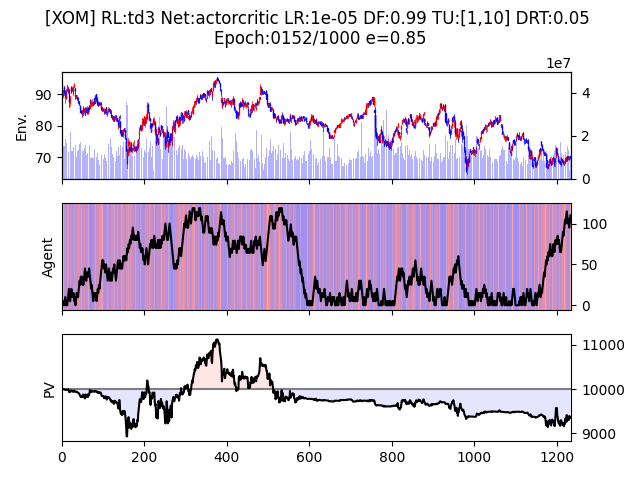 [XOM] RL:td3 Net:actorcritic LR:1e-05 DF:0.99 TU:[1,10] DRT:0.05
Epoch:0152/1000 e=0.85
1e7
Env.
90
80
70
4
2
0
Agent
100
50
0
PV
11000
10000
9000
0 200 400 600 800 1000 1200